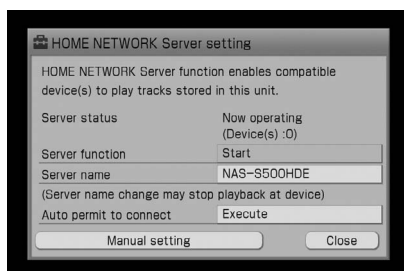 HOME NETWORK Server setting
HOME NETWORK Server function enables compatible
device(s) to play tracks stored in this unit.
Server status Now operating
(Device(s) :0)
Server function Start
Server name NAS-S500HDE
(Server name change may stop playback at device)
Auto permit to connect Execute
Manual setting Close